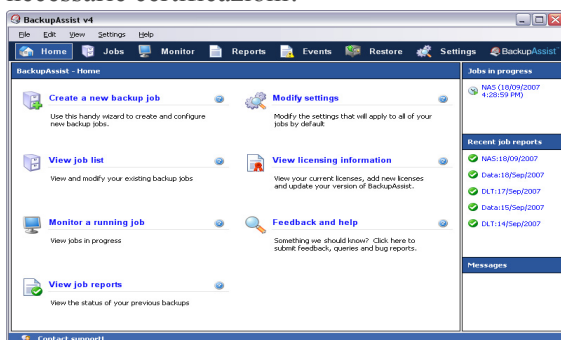 BackupAssist v4
File Edit View Settings Help
Home Jobs Monitor Reports Events Restore Settings BackupAssist
BackupAssist - Home
Create a new backup job
Use this handy wizard to create and configure
new backup jobs.
View job list
View and modify your existing backup jobs
Monitor a running job
View jobs in progress
View job reports
View the status of your previous backups
Modify settings
Modify the settings that will apply to all of your
jobs by default
View licensing information
View your current licenses, add new licenses
and update your version of BackupAssist.
Feedback and help
Something we should know? Click here to
submit feedback, queries and bug reports.
Jobs in progress
NAS (18/09/2007
4:28:59 PM)
Recent job reports
NAS:18/09/2007
Data:18/Sep/2007
DLT:17/Sep/2007
Data:15/Sep/2007
DLT:14/Sep/2007
Messages
Contact support!